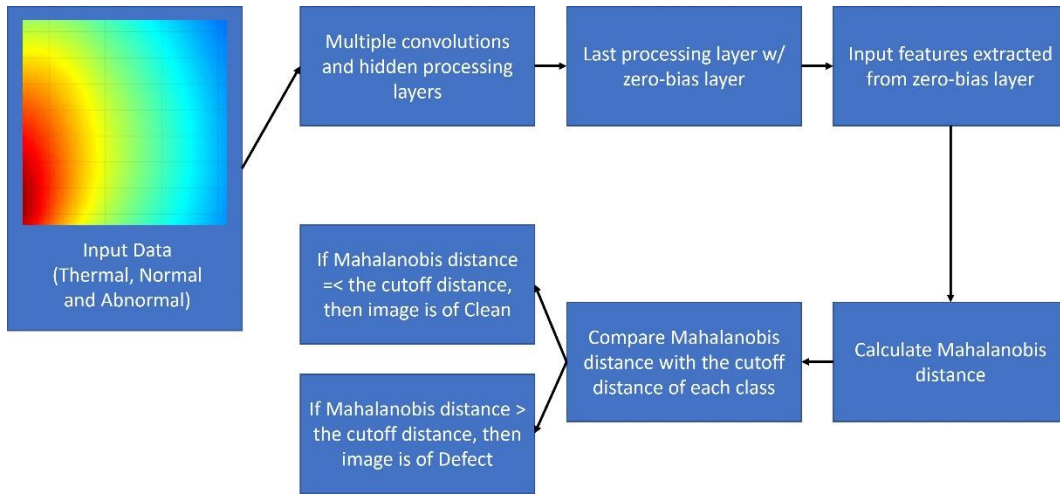 Input Data
(Thermal, Normal
and Abnormal)
Multiple convolutions
and hidden processing
layers
Last processing layer w/
zero-bias layer
Input features extracted
from zero-bias layer
Calculate Mahalanobis
distance
Compare Mahalanobis
distance with the cutoff
distance of each class
If Mahalanobis distance
=< the cutoff distance,
then image is of Clean
If Mahalanobis distance >
the cutoff distance, then
image is of Defect